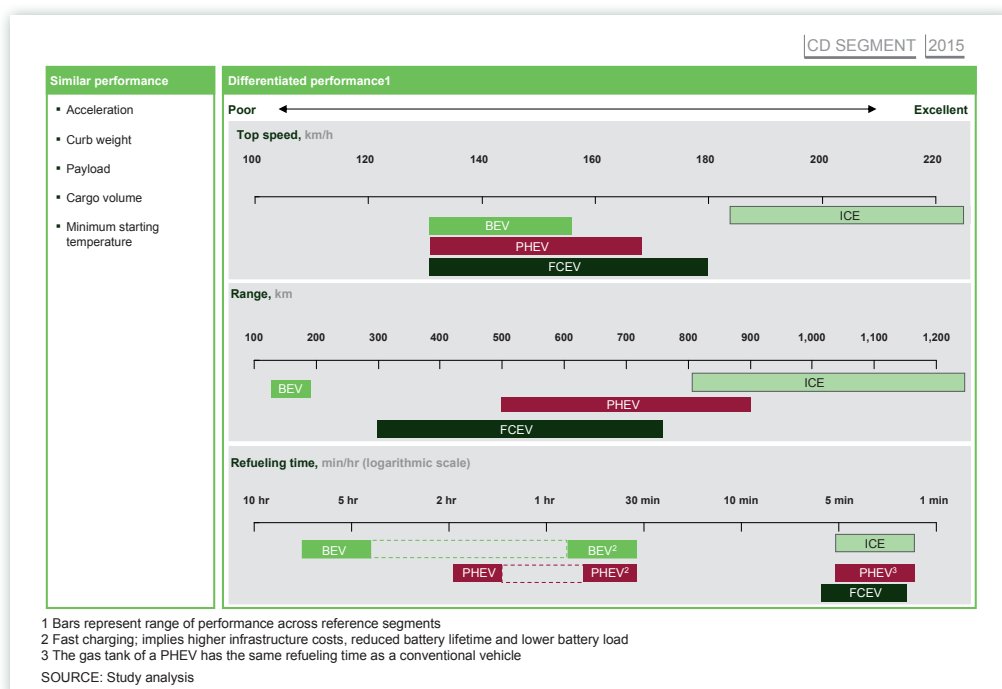 CD SEGMENT 2015
Similar performance
▪ Acceleration
▪ Curb weight
▪ Payload
▪ Cargo volume
▪ Minimum starting
temperature
Differentiated performance1
Poor Excellent
Top speed, km/h
100 120 140 160 180 200 220
ICE
BEV
PHEV
FCEV
Range, km
100 200 300 400 500 600 700 800 900 1,000 1,100 1,200
ICE
BEV
PHEV
FCEV
Refueling time, min/hr (logarithmic scale)
10 hr 5 hr 2 hr 1 hr 30 min 10 min 5 min 1 min
BEV BEV² ICE
PHEV PHEV² PHEV³
FCEV
1 Bars represent range of performance across reference segments
2 Fast charging; implies higher infrastructure costs, reduced battery lifetime and lower battery load
3 The gas tank of a PHEV has the same refueling time as a conventional vehicle
SOURCE: Study analysis